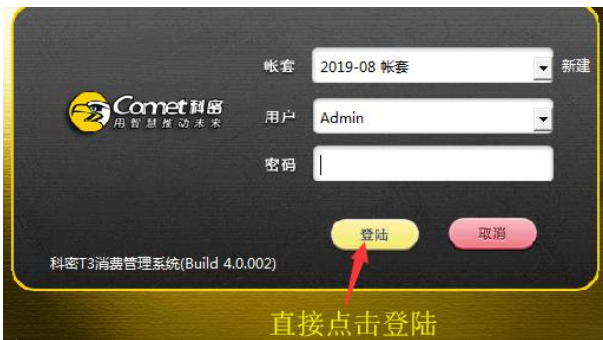 帐套 2019-08 帐套 新建
Comet科密
用智慧推动未来
用户 Admin
密码
登陆 取消
科密T3消费管理系统(Build 4.0.002)
直接点击登陆